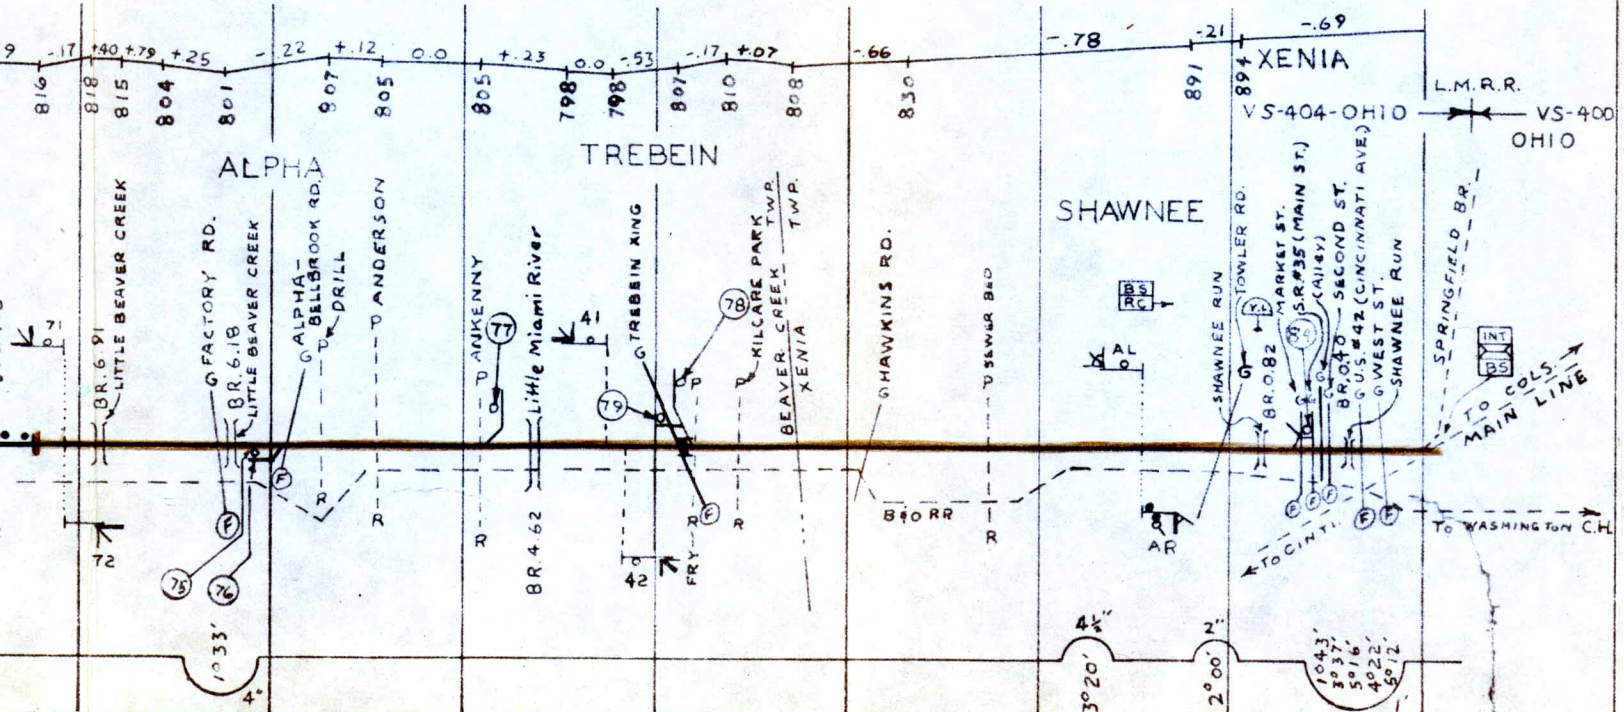 9 -.17 +.40 +.79 +.25 -.22 +.12 0.0 +.23 0.0 -.53 -.17 +.07 -.66 -.78 -.21 -.69
816 818 815 804 801 807 805 805 798 798 807 810 808 830 891 894
XENIA
L.M.R.R.
VS-404-OHIO
VS-400
OHIO
ALPHA
TREBEIN
SHAWNEE
71
BR. 6.91
LITTLE BEAVER CREEK
G FACTORY RD.
BR. 6.18
LITTLE BEAVER CREEK
G ALPHA-
BELLBROOK RD.
P DRILL
P ANDERSON
P ANKENNY
77
Little Miami River
41
G TREBEIN XING
79
P
78
P KILCARE PARK
BEAVER CREEK TWP.
XENIA TWP.
G HAWKINS RD.
P SEWER BED
BS
RC
AL
SHAWNEE RUN
G TOWLER RD.
BR. 0.82
MARKET ST.
G S.R.#35 (MAIN ST.)
(Alley)
G SECOND ST.
BR. 0.40
G U.S. #42 (CINCINNATI AVE.)
G WEST ST.
SHAWNEE RUN
SPRINGFIELD BR.
INT
BS
TO COLS.
MAIN LINE
72
F
75
76
F
R
R
R
BR. 4.62
42
FRY
R
F
R
B&O RR
R
AR
TO CINTI.
F F F F F
TO WASHINGTON C.H.
1°33'
4"
4½"
3°20'
2"
2°00'
1°43'
3°37'
5°16'
4°22'
5°12'